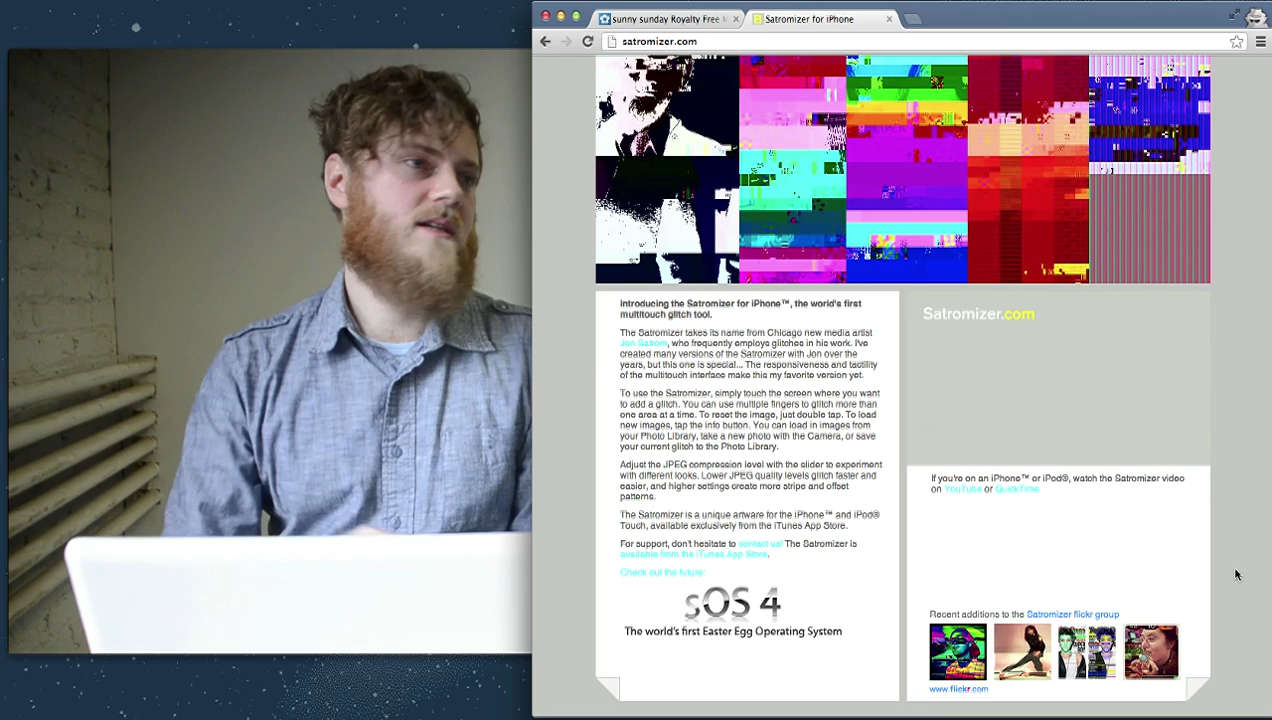 sunny sunday Royalty Free
Satromizer for iPhone
satromizer.com
Introducing the Satromizer for iPhone™, the world's first
multitouch glitch tool.
The Satromizer takes its name from Chicago new media artist
Jon Satrom, who frequently employs glitches in his work. I've
created many versions of the Satromizer with Jon over the
years, but this one is special... The responsiveness and tactility
of the multitouch interface make this my favorite version yet.
To use the Satromizer, simply touch the screen where you want
to add a glitch. You can use multiple fingers to glitch more than
one area at a time. To reset the image, just double tap. To load
new images, tap the info button. You can load in images from
your Photo Library, take a new photo with the Camera, or save
your current glitch to the Photo Library.
Adjust the JPEG compression level with the slider to experiment
with different looks. Lower JPEG quality levels glitch faster and
easier, and higher settings create more stripe and offset
patterns.
The Satromizer is a unique artware for the iPhone™ and iPod®
Touch, available exclusively from the iTunes App Store.
For support, don't hesitate to contact us! The Satromizer is
available from the iTunes App Store.
Check out the future:
sOS 4
The world's first Easter Egg Operating System
Satromizer.com
If you're on an iPhone™ or iPod®, watch the Satromizer video
on YouTube or QuickTime
Recent additions to the Satromizer flickr group
www.flickr.com